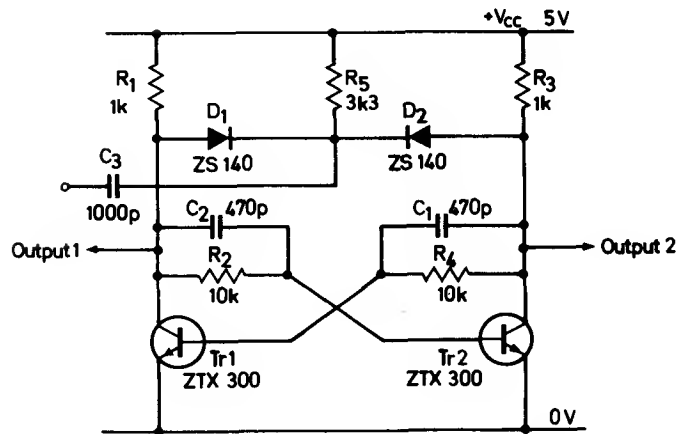 +VCC 5V
R1
1k
R5
3k3
R3
1k
D1
ZS 140
D2
ZS 140
C3
1000p
C2 470p
C1 470p
Output 1
R2
10k
R4
10k
Output 2
Tr1
ZTX 300
Tr2
ZTX 300
0V